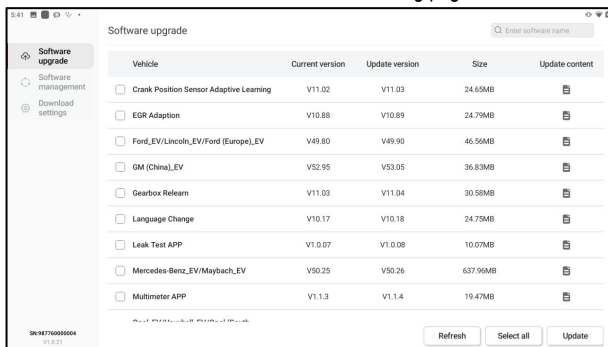 5:41
Software upgrade
Enter software name
Software
upgrade
Software
management
Download
settings
Vehicle Current version Update version Size Update content
Crank Position Sensor Adaptive Learning V11.02 V11.03 24.65MB
EGR Adaption V10.88 V10.89 24.79MB
Ford_EV/Lincoln_EV/Ford (Europe)_EV V49.80 V49.90 46.56MB
GM (China)_EV V52.95 V53.05 36.83MB
Gearbox Relearn V11.03 V11.04 30.58MB
Language Change V10.17 V10.18 24.75MB
Leak Test APP V1.0.07 V1.0.08 10.07MB
Mercedes-Benz_EV/Maybach_EV V50.25 V50.26 637.96MB
Multimeter APP V1.1.3 V1.1.4 19.47MB
SN:987760000004
V1.0.21
Refresh Select all Update